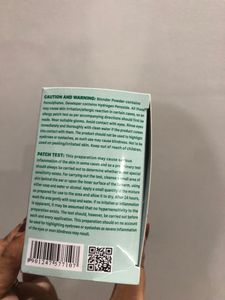 CAUTION AND WARNING: Blonder Powder contains
Persulphates. Developer contains Hydrogen Peroxide. All
may cause skin irritation/allergic reaction in certain cases, so an
allergy patch test as per accompanying directions should first be
made. Wear suitable gloves. Avoid contact with eyes. Rinse eyes
immediately and thoroughly with clean water if the product comes
into contact with them. The product should not be used to
eyelashes or eyebrows, as such use may cause blindness. Not to be
used on peeling/irritated skin. Keep out of reach of children.
PATCH TEST: This preparation may cause serious
inflammation of the skin in some cases and so a preliminary test
should always be carried out to determine whether or not special
sensitivity exists. For carrying out the test, cleanse a small area of
skin behind the ear or upon the inner surface of the forearm, using
either soap and water or alcohol. Apply a small quantity of the mixture
as prepared for the use to the area and allow it to dry. After 24 hours,
wash the area gently with soap and water. If no irritation or inflammation
is apparent, it may be assumed that no hypersensitivity to the
preparation exists. The test should, however, be carried out before
each and every application. This preparation should on no account
be used for eyebrows or eyelashes as severe inflammation
of the eyes or even blindness may result.
8 901247 577107